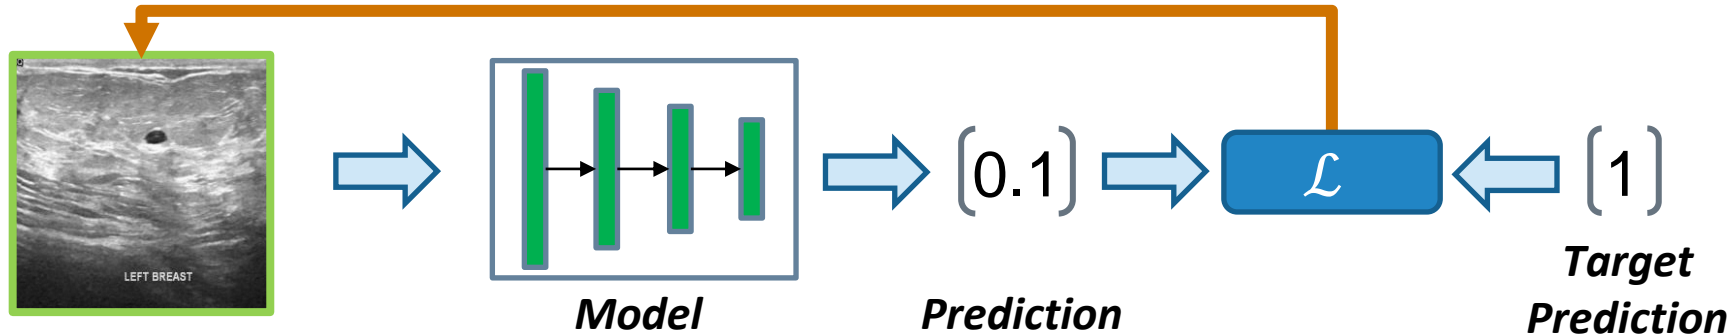 LEFT BREAST
Model
(0.1)
Prediction
ℒ
(1)
Target
Prediction